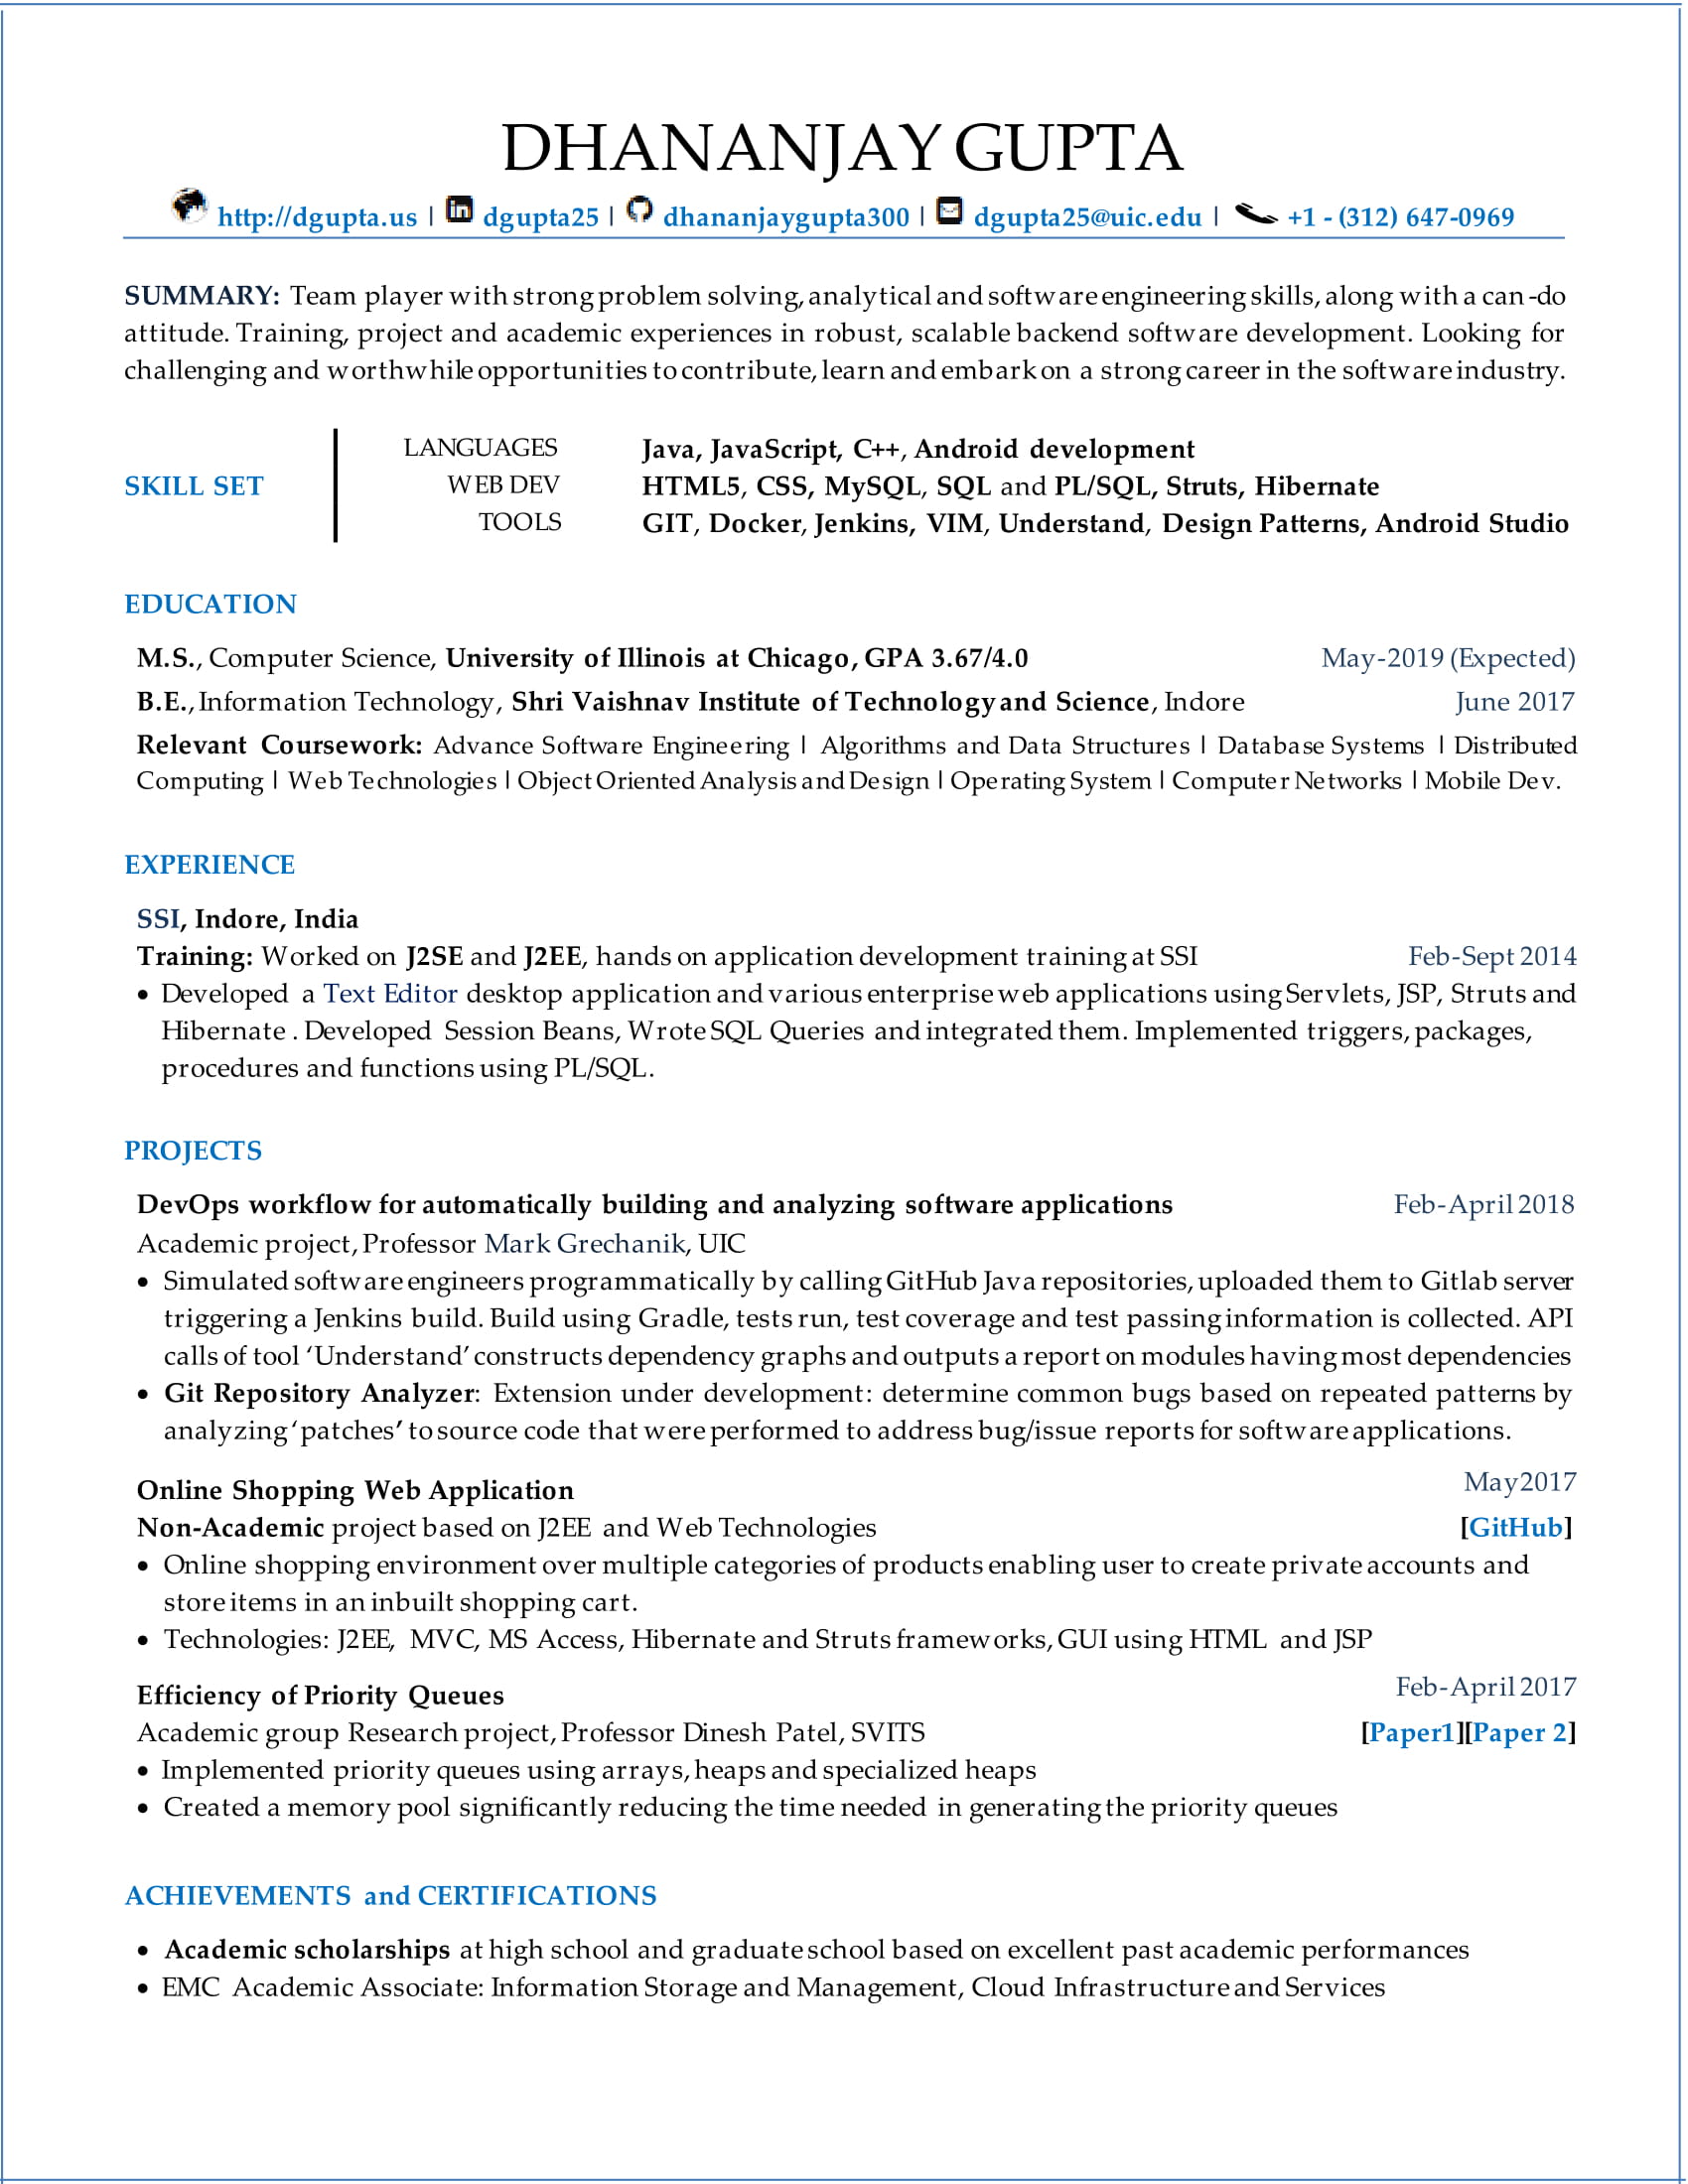 DHANANJAY GUPTA
http://dgupta.us | dgupta25 | dhananjaygupta300 | dgupta25@uic.edu | +1 - (312) 647-0969
SUMMARY: Team player with strong problem solving, analytical and software engineering skills, along with a can-do
attitude. Training, project and academic experiences in robust, scalable backend software development. Looking for
challenging and worthwhile opportunities to contribute, learn and embark on a strong career in the software industry.
SKILL SET
LANGUAGES Java, JavaScript, C++, Android development
WEB DEV HTML5, CSS, MySQL, SQL and PL/SQL, Struts, Hibernate
TOOLS GIT, Docker, Jenkins, VIM, Understand, Design Patterns, Android Studio
EDUCATION
M.S., Computer Science, University of Illinois at Chicago, GPA 3.67/4.0 May-2019 (Expected)
B.E., Information Technology, Shri Vaishnav Institute of Technology and Science, Indore June 2017
Relevant Coursework: Advance Software Engineering | Algorithms and Data Structures | Database Systems | Distributed
Computing | Web Technologies | Object Oriented Analysis and Design | Operating System | Computer Networks | Mobile Dev.
EXPERIENCE
SSI, Indore, India
Training: Worked on J2SE and J2EE, hands on application development training at SSI Feb-Sept 2014
• Developed a Text Editor desktop application and various enterprise web applications using Servlets, JSP, Struts and
Hibernate . Developed Session Beans, Wrote SQL Queries and integrated them. Implemented triggers, packages,
procedures and functions using PL/SQL.
PROJECTS
DevOps workflow for automatically building and analyzing software applications Feb-April 2018
Academic project, Professor Mark Grechanik, UIC
• Simulated software engineers programmatically by calling GitHub Java repositories, uploaded them to Gitlab server
triggering a Jenkins build. Build using Gradle, tests run, test coverage and test passing information is collected. API
calls of tool ‘Understand’ constructs dependency graphs and outputs a report on modules having most dependencies
• Git Repository Analyzer: Extension under development: determine common bugs based on repeated patterns by
analyzing ‘patches’ to source code that were performed to address bug/issue reports for software applications.
Online Shopping Web Application May2017
Non-Academic project based on J2EE and Web Technologies [GitHub]
• Online shopping environment over multiple categories of products enabling user to create private accounts and
store items in an inbuilt shopping cart.
• Technologies: J2EE, MVC, MS Access, Hibernate and Struts frameworks, GUI using HTML and JSP
Efficiency of Priority Queues Feb-April 2017
Academic group Research project, Professor Dinesh Patel, SVITS [Paper1][Paper 2]
• Implemented priority queues using arrays, heaps and specialized heaps
• Created a memory pool significantly reducing the time needed in generating the priority queues
ACHIEVEMENTS and CERTIFICATIONS
• Academic scholarships at high school and graduate school based on excellent past academic performances
• EMC Academic Associate: Information Storage and Management, Cloud Infrastructure and Services